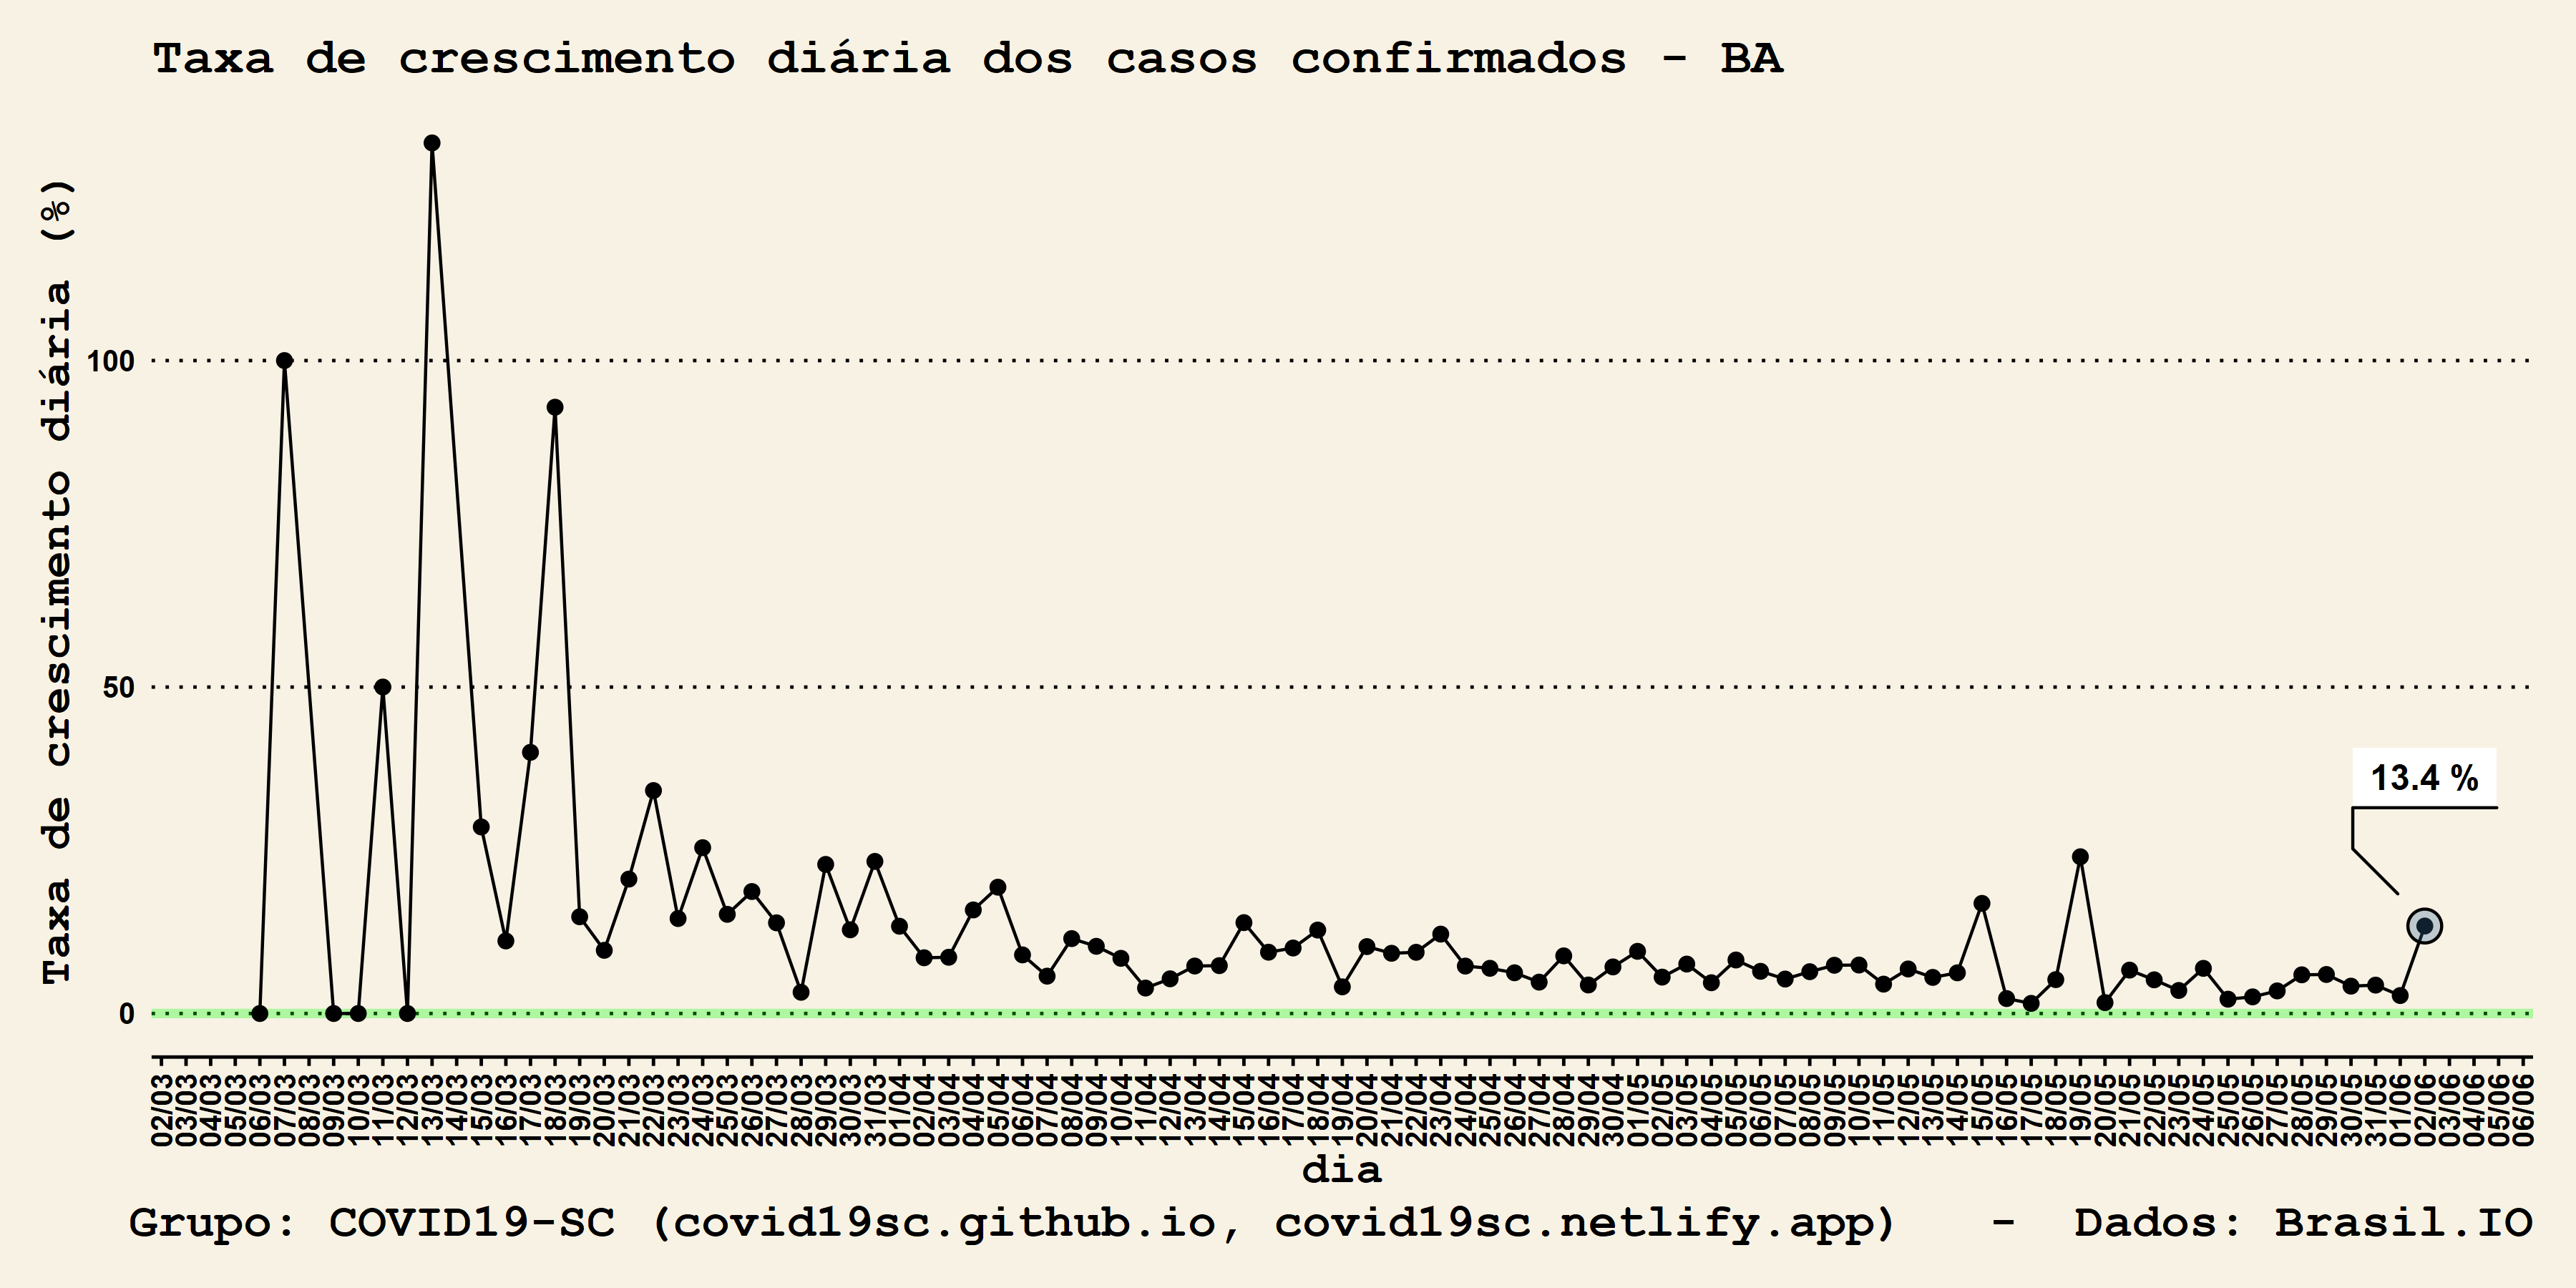 Taxa de crescimento diária dos casos confirmados - BA
Taxa de crescimento diária (%)
100
50
0
13.4 %
02/03 03/03 04/03 05/03 06/03 07/03 08/03 09/03 10/03 11/03 12/03 13/03 14/03 15/03 16/03 17/03 18/03 19/03 20/03 21/03 22/03 23/03 24/03 25/03 26/03 27/03 28/03 29/03 30/03 31/03 01/04 02/04 03/04 04/04 05/04 06/04 07/04 08/04 09/04 10/04 11/04 12/04 13/04 14/04 15/04 16/04 17/04 18/04 19/04 20/04 21/04 22/04 23/04 24/04 25/04 26/04 27/04 28/04 29/04 30/04 01/05 02/05 03/05 04/05 05/05 06/05 07/05 08/05 09/05 10/05 11/05 12/05 13/05 14/05 15/05 16/05 17/05 18/05 19/05 20/05 21/05 22/05 23/05 24/05 25/05 26/05 27/05 28/05 29/05 30/05 31/05 01/06 02/06 03/06 04/06 05/06 06/06
dia
Grupo: COVID19-SC (covid19sc.github.io, covid19sc.netlify.app) - Dados: Brasil.IO